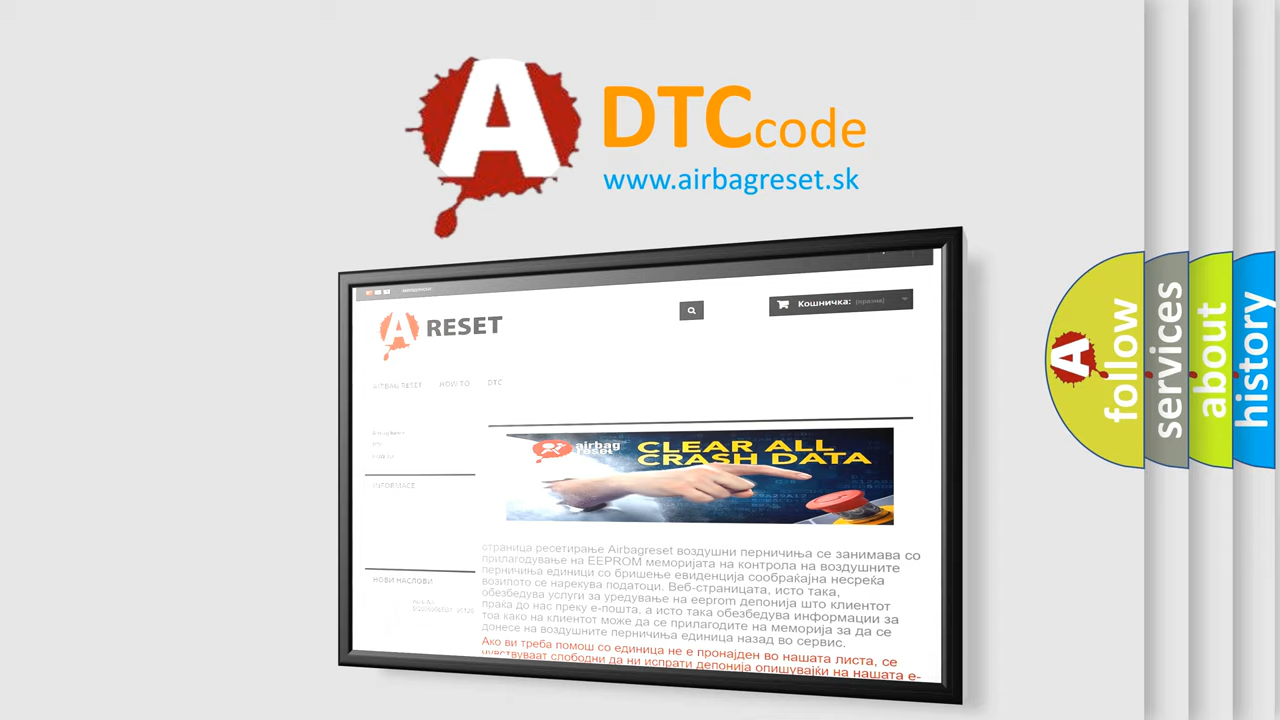 A DTCcode
www.airbagreset.sk
A RESET
Кошничка: (празна)
AIRBAG RESET HOW TO DTC
INFORMACE
airbag reset CLEAR ALL
CRASH DATA
страница ресетирање Airbagreset воздушни перничиња се занимава со
прилагодување на EEPROM меморијата на контрола на воздушните
перничиња единици со бришење евиденција сообраќајна несреќа
возилото се нарекува податоци. Веб-страницата, исто така,
обезбедува услуги за уредување на eeprom депонија што клиентот
праќа до нас преку е-пошта, а исто така обезбедува информации за
тоа како на клиентот може да се прилагодите на меморија за да се
донесе на воздушните перничиња единица назад во сервис.
Ако ви треба помош со единица не е пронајден во нашата листа, се
чувствуваат слободни да ни испрати депонија опишувајќи на нашата е-
НОВИ НАСЛОВИ
A follow
services
about
history